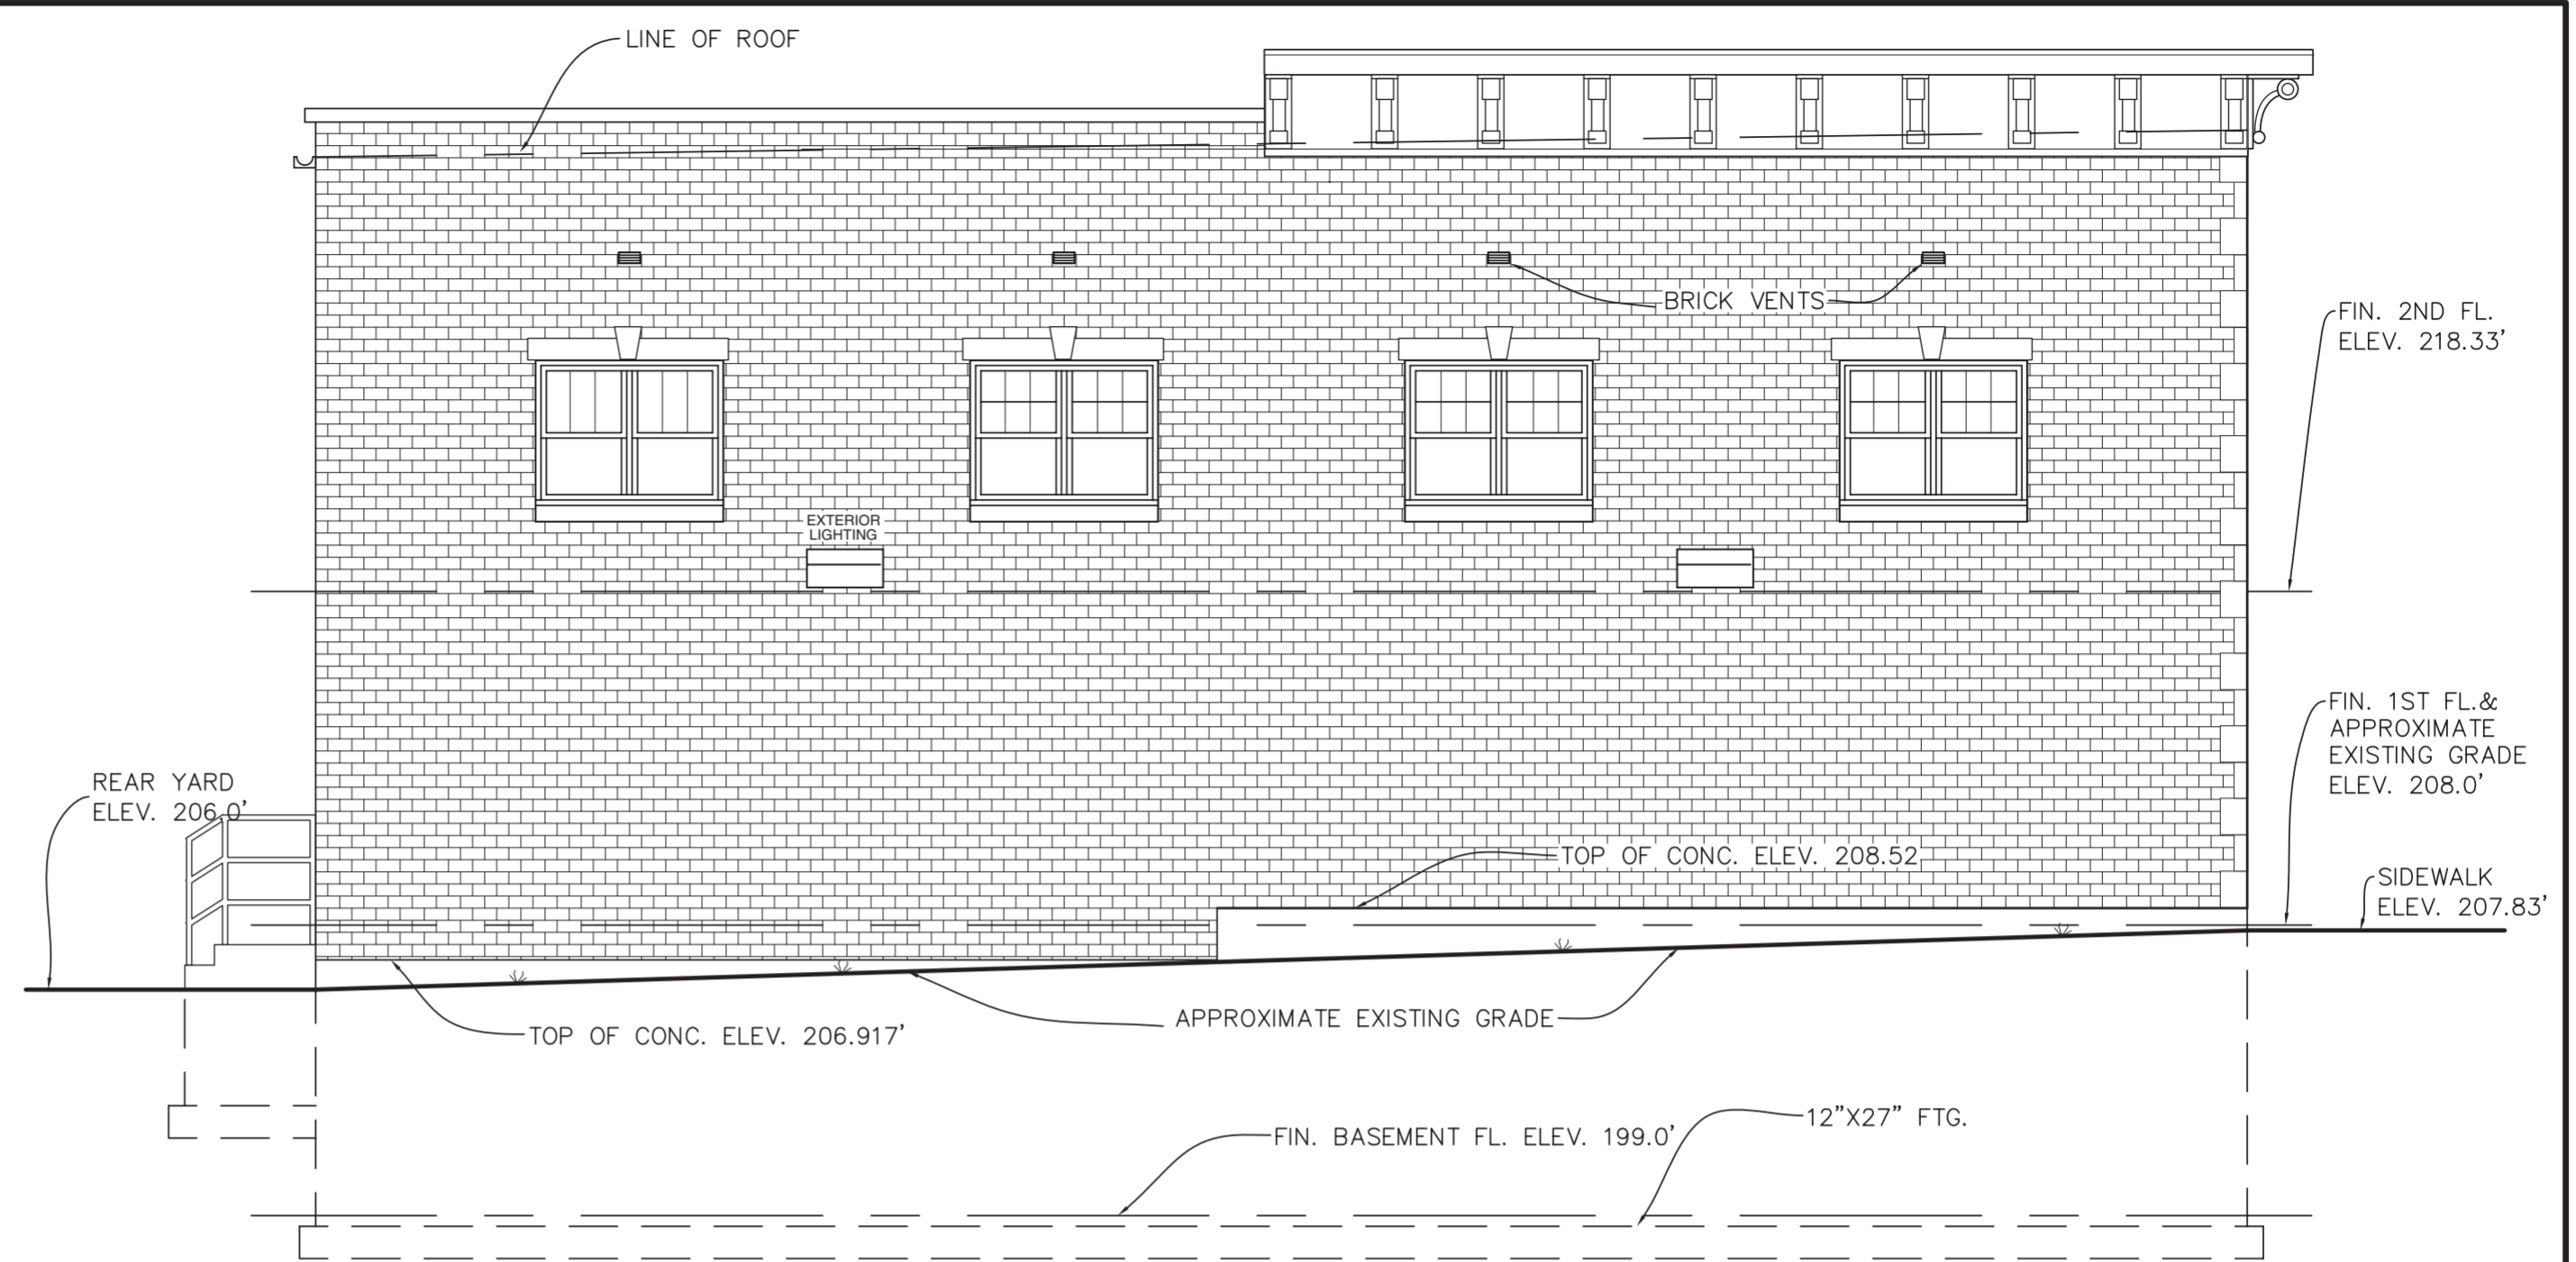 LINE OF ROOF
BRICK VENTS
FIN. 2ND FL.
ELEV. 218.33'
EXTERIOR
LIGHTING
FIN. 1ST FL.&
APPROXIMATE
EXISTING GRADE
ELEV. 208.0'
REAR YARD
ELEV. 206.0'
TOP OF CONC. ELEV. 208.52
SIDEWALK
ELEV. 207.83'
APPROXIMATE EXISTING GRADE
TOP OF CONC. ELEV. 206.917'
12"X27" FTG.
FIN. BASEMENT FL. ELEV. 199.0'